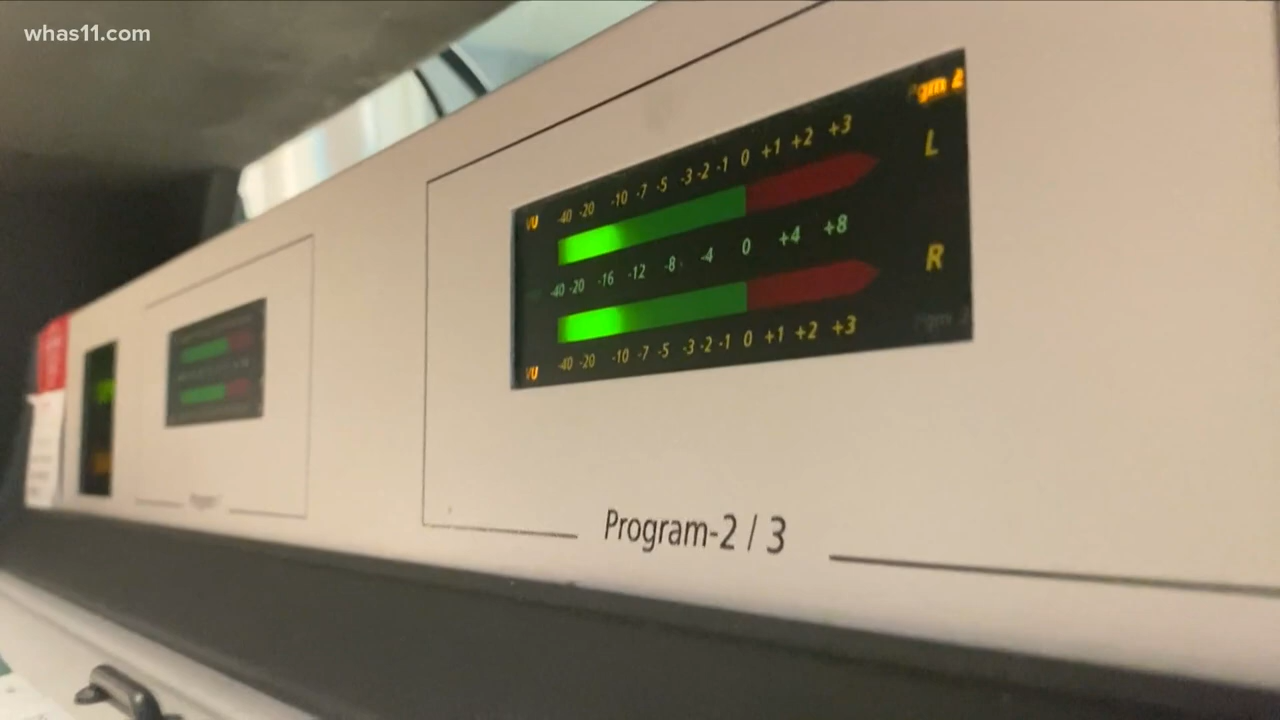 whas11.com
Pgm 2
VU -40 -20 -10 -7 -5 -3 -2 -1 0 +1 +2 +3 L
-40 -20 -16 -12 -8 -4 0 +4 +8
R
VU -40 -20 -10 -7 -5 -3 -2 -1 0 +1 +2 +3
Program-2 / 3